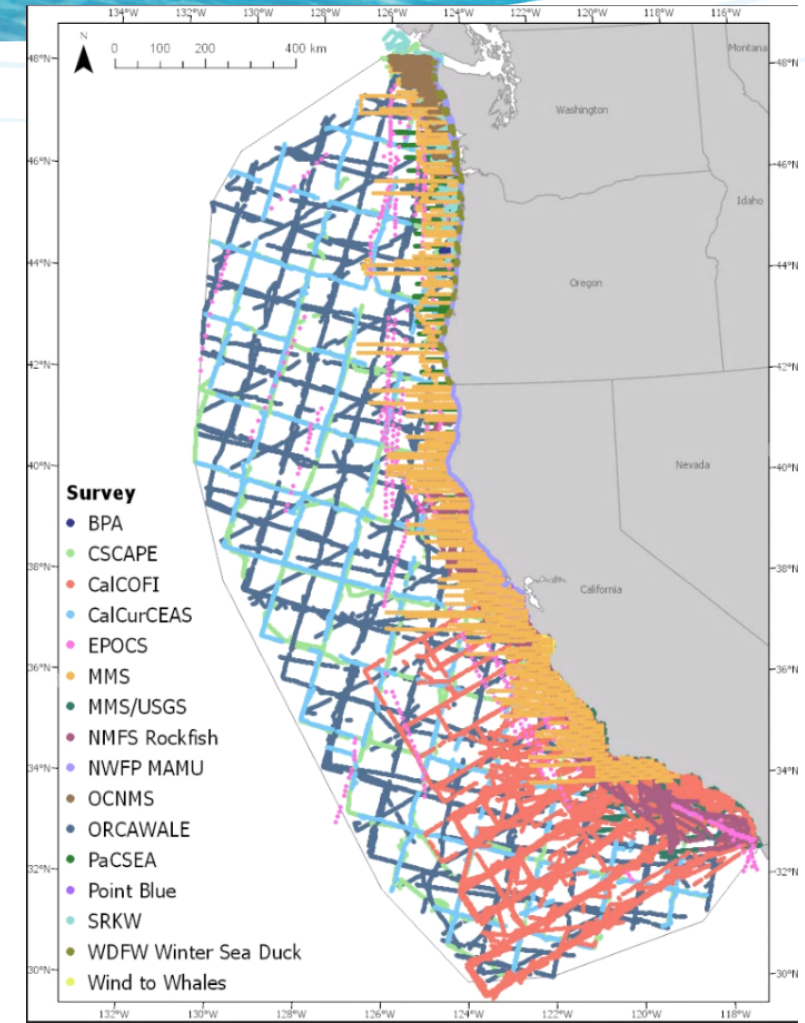 134°W 132°W 130°W 128°W 126°W 124°W 122°W 120°W 118°W 116°W
N
0 100 200 400 km
48°N 48°N
Montana
Washington
46°N 46°N
Idaho
44°N 44°N
Oregon
42°N 42°N
40°N 40°N
Nevada
38°N 38°N
California
36°N 36°N
34°N 34°N
32°N 32°N
30°N 30°N
Survey
BPA
CSCAPE
CalCOFI
CalCurCEAS
EPOCS
MMS
MMS/USGS
NMFS Rockfish
NWFP MAMU
OCNMS
ORCAWALE
PaCSEA
Point Blue
SRKW
WDFW Winter Sea Duck
Wind to Whales
132°W 130°W 128°W 126°W 124°W 122°W 120°W 118°W